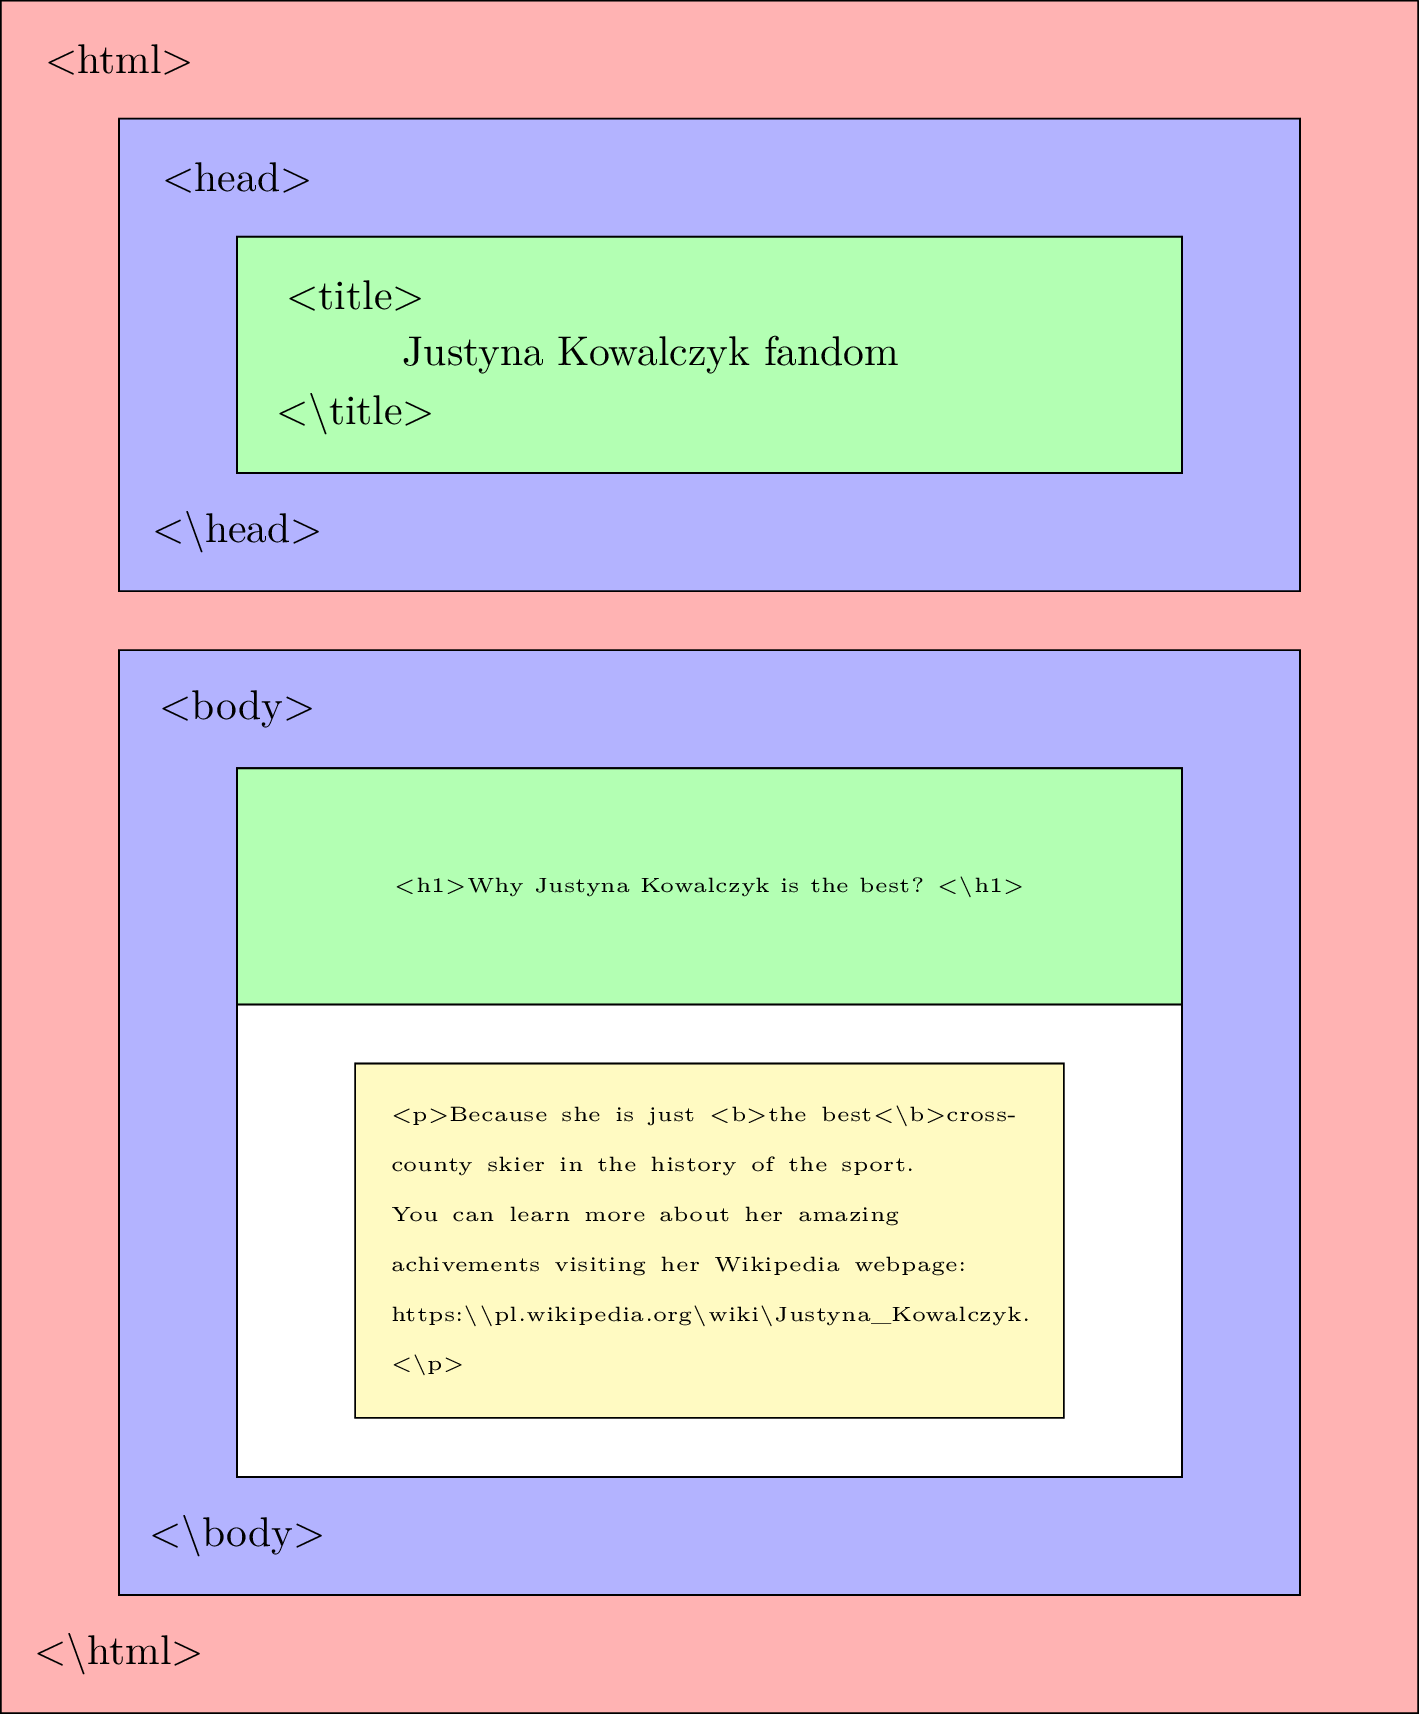 <html>
<head>
<title>
Justyna Kowalczyk fandom
<\title>
<\head>
<body>
<h1>Why Justyna Kowalczyk is the best? <\h1>
<p>Because she is just <b>the best<\b>cross-
county skier in the history of the sport.
You can learn more about her amazing
achivements visiting her Wikipedia webpage:
https:\\pl.wikipedia.org\wiki\Justyna_Kowalczyk.
<\p>
<\body>
<\html>